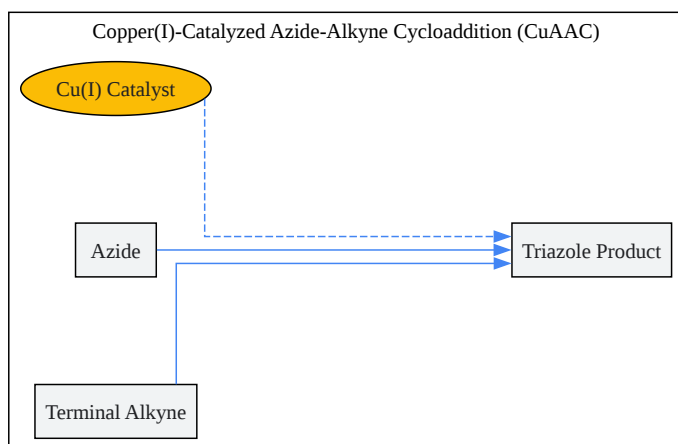 Copper(I)-Catalyzed Azide-Alkyne Cycloaddition (CuAAC)
Cu(I) Catalyst
Azide
Triazole Product
Terminal Alkyne